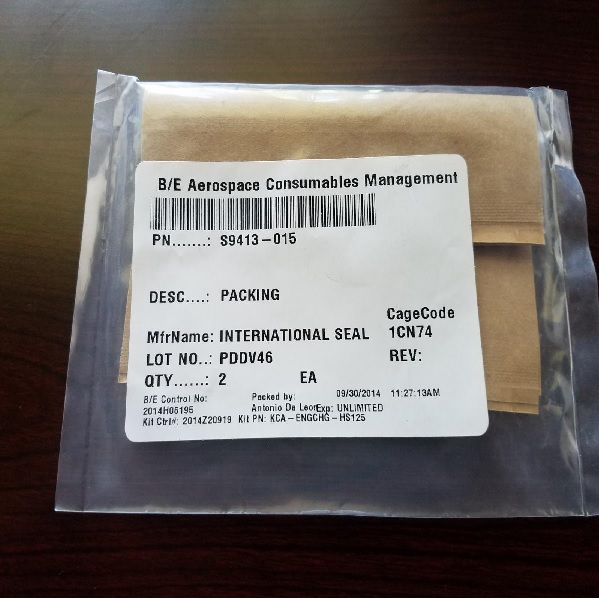 B/E Aerospace Consumables Management
PN.......: S9413-015
DESC....: PACKING
CageCode
MfrName: INTERNATIONAL SEAL 1CN74
LOT NO..: PDDV46 REV:
QTY......: 2 EA
B/E Control No: Packed by: 09/30/2014 11:27:13AM
2014H06195 Antonio De Leon Exp: UNLIMITED
Kit Ctrl#: 2014Z20919 Kit PN: KCA-ENGCHG-HS125